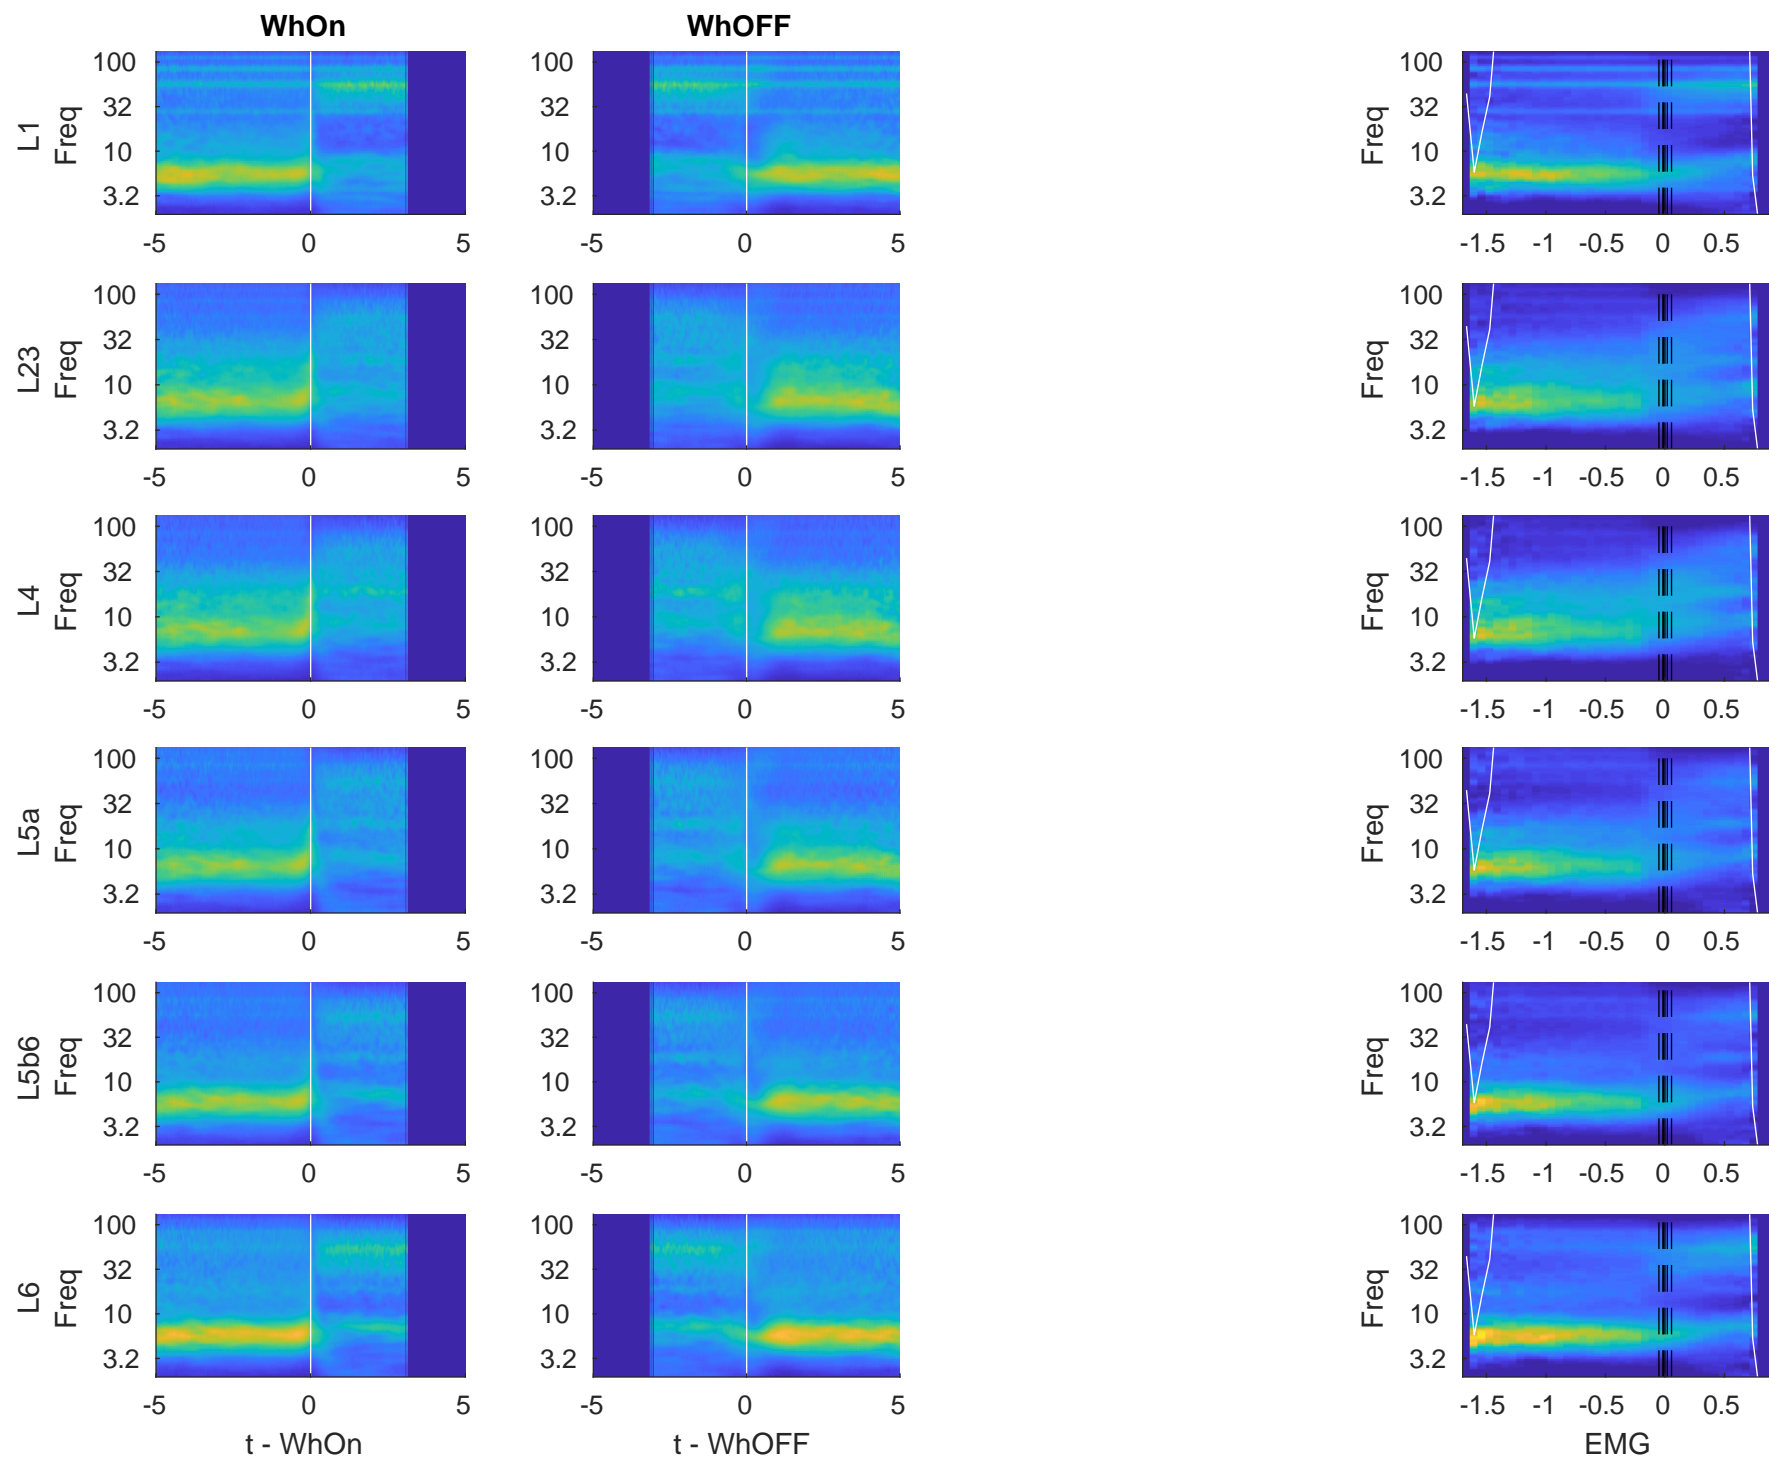 WhOn WhOFF
L1 Freq 100 32 10 3.2 100 32 10 3.2 Freq 100 32 10 3.2
-5 0 5 -5 0 5 -1.5 -1 -0.5 0 0.5
L23 Freq 100 32 10 3.2 100 32 10 3.2 Freq 100 32 10 3.2
-5 0 5 -5 0 5 -1.5 -1 -0.5 0 0.5
L4 Freq 100 32 10 3.2 100 32 10 3.2 Freq 100 32 10 3.2
-5 0 5 -5 0 5 -1.5 -1 -0.5 0 0.5
L5a Freq 100 32 10 3.2 100 32 10 3.2 Freq 100 32 10 3.2
-5 0 5 -5 0 5 -1.5 -1 -0.5 0 0.5
L5b6 Freq 100 32 10 3.2 100 32 10 3.2 Freq 100 32 10 3.2
-5 0 5 -5 0 5 -1.5 -1 -0.5 0 0.5
L6 Freq 100 32 10 3.2 100 32 10 3.2 Freq 100 32 10 3.2
-5 0 5 -5 0 5 -1.5 -1 -0.5 0 0.5
t - WhOn t - WhOFF EMG